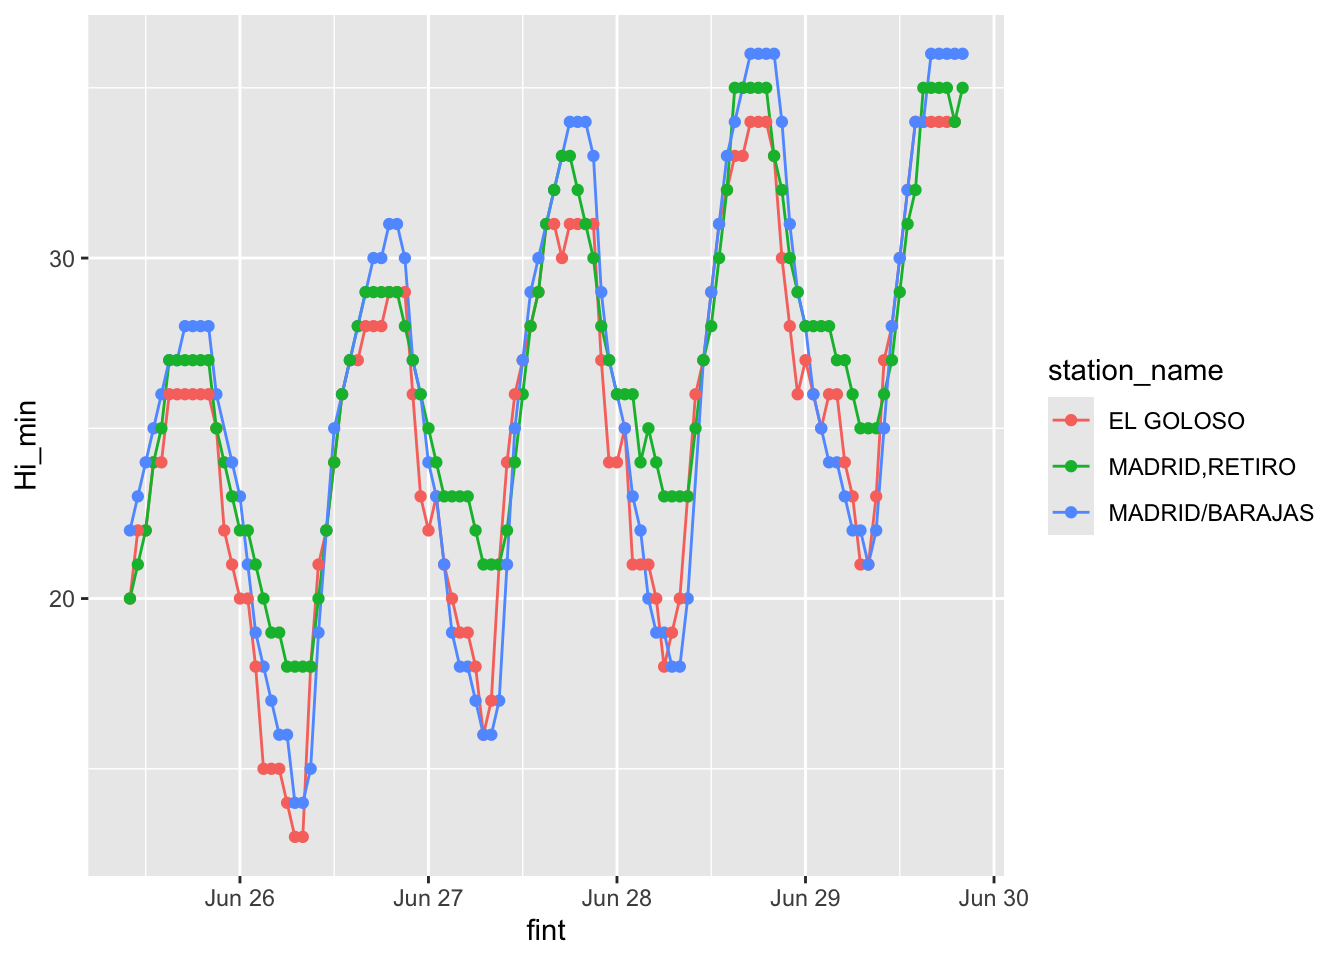 Hi_min
30
20
Jun 26
Jun 27
Jun 28
Jun 29
Jun 30
fint
station_name
EL GOLOSO
MADRID,RETIRO
MADRID/BARAJAS